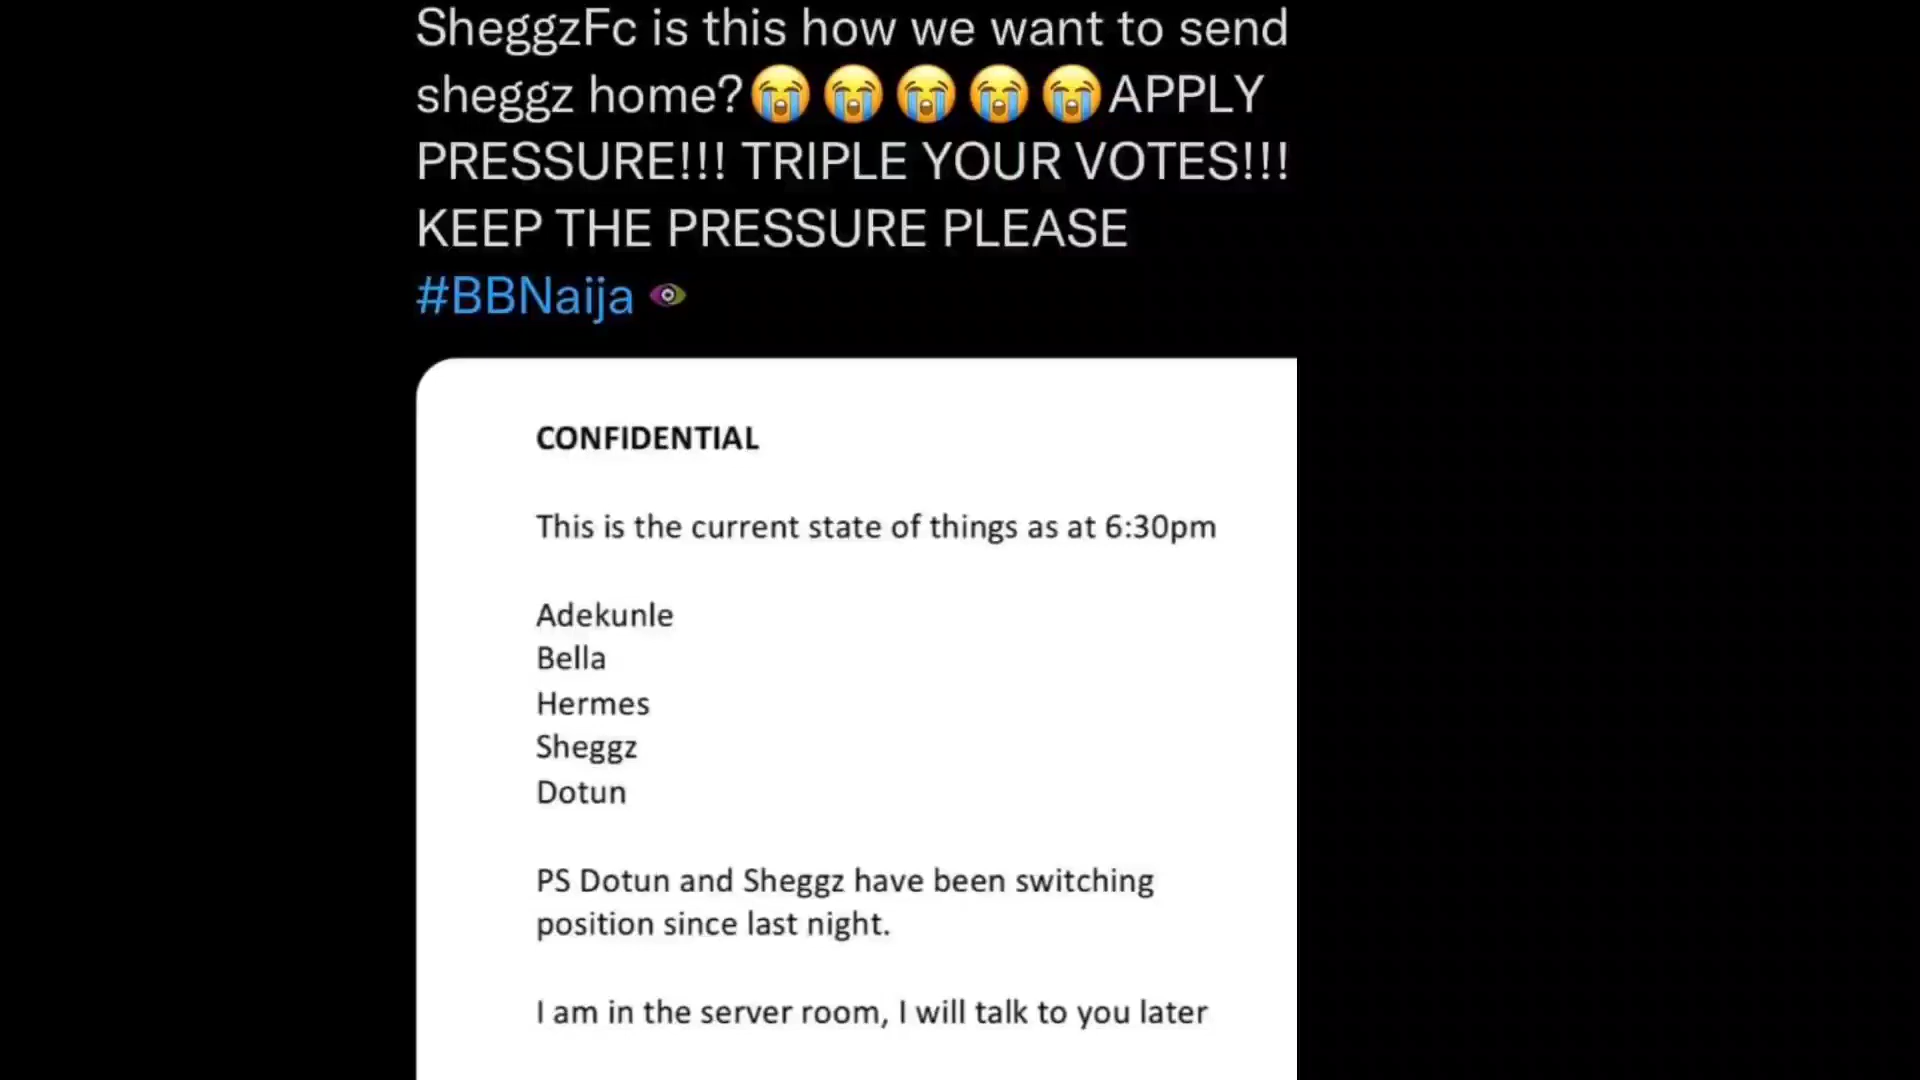 SheggzFc is this how we want to send
sheggz home?😭😭😭😭😭APPLY
PRESSURE!!! TRIPLE YOUR VOTES!!!
KEEP THE PRESSURE PLEASE
#BBNaija
CONFIDENTIAL
This is the current state of things as at 6:30pm
Adekunle
Bella
Hermes
Sheggz
Dotun
PS Dotun and Sheggz have been switching
position since last night.
I am in the server room, I will talk to you later